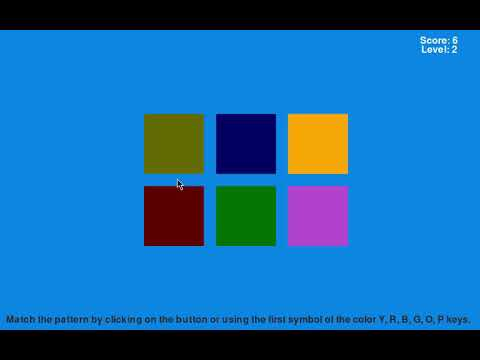 Score: 6
Level: 2
Match the pattern by clicking on the button or using the first symbol of the color Y, R, B, G, O, P keys.